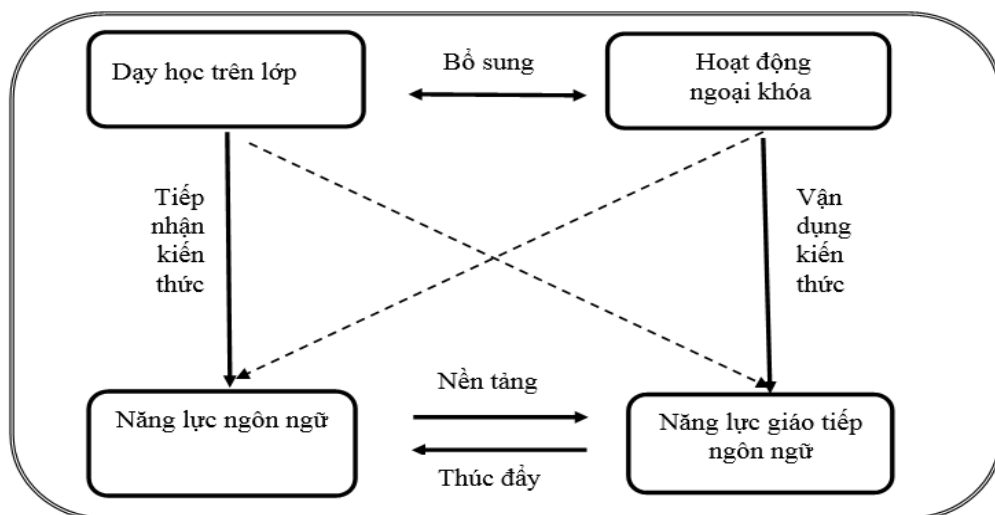 Dạy học trên lớp
Bổ sung
Hoạt động
ngoại khóa
Tiếp
nhận
kiến
thức
Vận
dụng
kiến
thức
Năng lực ngôn ngữ
Nền tảng
Thúc đẩy
Năng lực giáo tiếp
ngôn ngữ